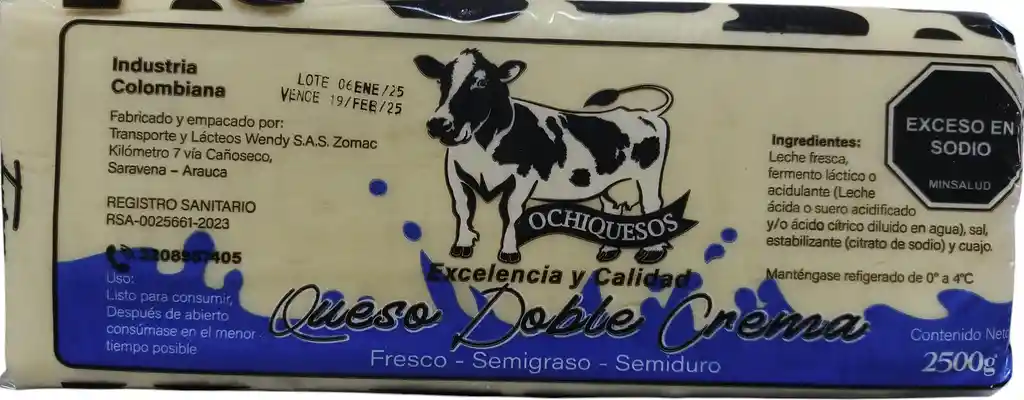 Industria
Colombiana
LOTE 06ENE/25
VENCE 19/FEB/25
Fabricado y empacado por:
Transporte y Lácteos Wendy S.A.S. Zomac
Kilómetro 7 vía Cañoseco,
Saravena – Arauca
REGISTRO SANITARIO
RSA-0025661-2023
Uso:
Listo para consumir,
Después de abierto
consúmase en el menor
tiempo posible
OCHIQUESOS
Excelencia y Calidad
Queso Doble Crema
Fresco - Semigraso - Semiduro
EXCESO EN
SODIO
MINSALUD
Ingredientes:
Leche fresca,
fermento láctico o
acidulante (Leche
ácida o suero acidificado
y/o ácido cítrico diluido en agua), sal,
estabilizante (citrato de sodio) y cuajo.
Manténgase refigerado de 0° a 4°C
Contenido Neto
2500g